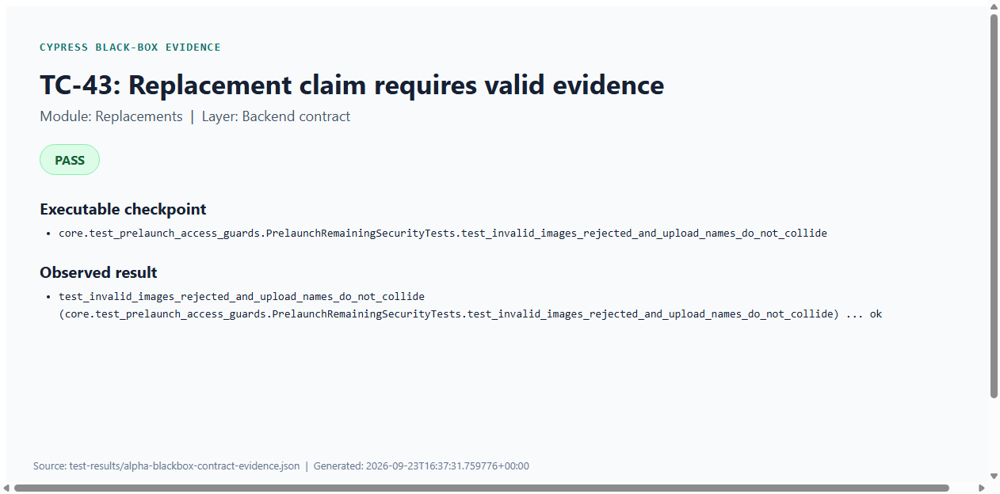 CYPRESS BLACK-BOX EVIDENCE
TC-43: Replacement claim requires valid evidence
Module: Replacements | Layer: Backend contract
PASS
Executable checkpoint
• core.test_prelaunch_access_guards.PrelaunchRemainingSecurityTests.test_invalid_images_rejected_and_upload_names_do_not_collide
Observed result
• test_invalid_images_rejected_and_upload_names_do_not_collide
(core.test_prelaunch_access_guards.PrelaunchRemainingSecurityTests.test_invalid_images_rejected_and_upload_names_do_not_collide) ... ok
Source: test-results/alpha-blackbox-contract-evidence.json | Generated: 2026-09-23T16:37:31.759776+00:00